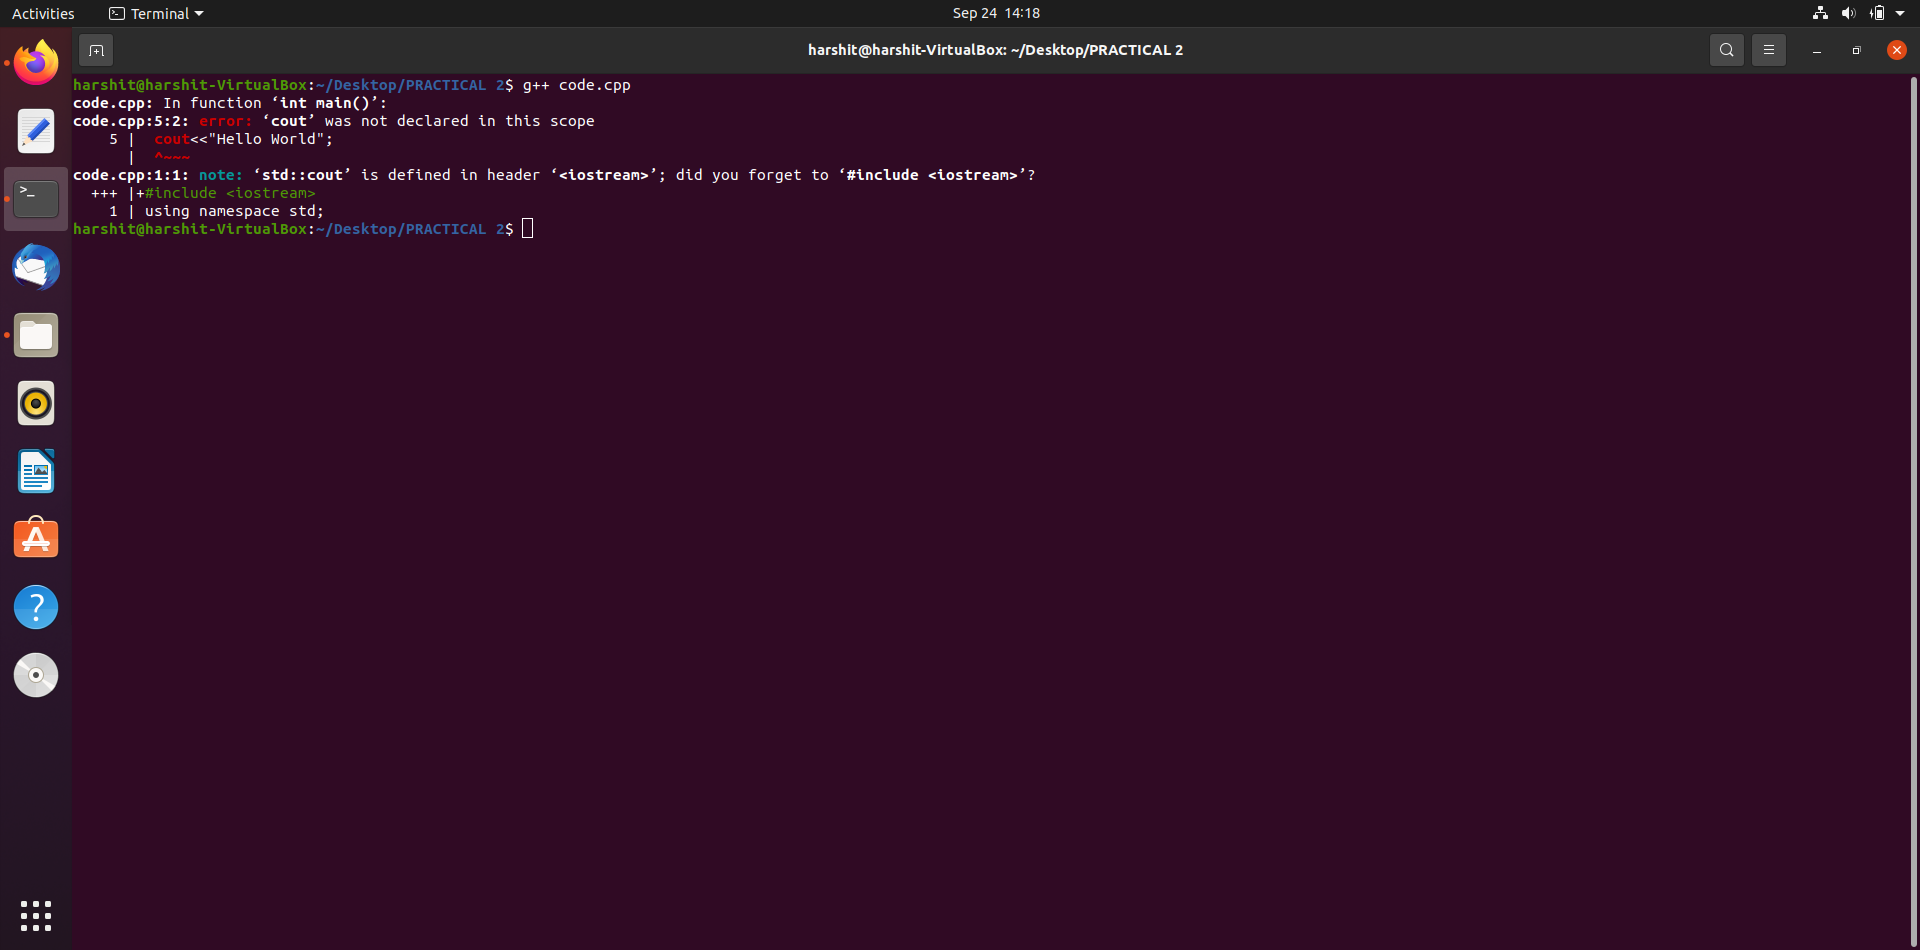 Activities Terminal Sep 24 14:18
harshit@harshit-VirtualBox: ~/Desktop/PRACTICAL 2
harshit@harshit-VirtualBox:~/Desktop/PRACTICAL 2$ g++ code.cpp
code.cpp: In function ‘int main()’:
code.cpp:5:2: error: ‘cout’ was not declared in this scope
    5 |  cout<<"Hello World";
      |  ^~~~
code.cpp:1:1: note: ‘std::cout’ is defined in header ‘<iostream>’; did you forget to ‘#include <iostream>’?
  +++ |+#include <iostream>
    1 | using namespace std;
harshit@harshit-VirtualBox:~/Desktop/PRACTICAL 2$